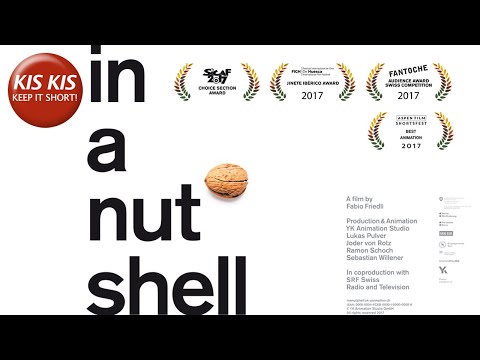 KIS KIS
KEEP IT SHORT!
in
a
nut
shell
CHOICE SECTION
AWARD
JINETE IBÉRICO AWARD
2017
FANTOCHE
AUDIENCE AWARD
SWISS COMPETITION
2017
ASPEN FILM
SHORTSFEST
BEST
ANIMATION
2017
A film by
Fabio Friedli
Production & Animation
YK Animation Studio
Lukas Pulver
Joder von Rotz
Ramon Schoch
Sebastian Willener
In coproduction with
SRF Swiss
Radio and Television